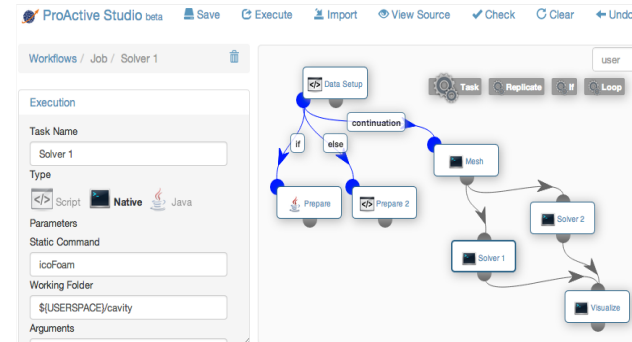 ProActive Studio beta Save Execute Import View Source Check Clear Undo
Workflows / Job / Solver 1
user
Task Replicate If Loop
Execution
Task Name
Solver 1
Type
</> Script Native Java
Parameters
Static Command
icoFoam
Working Folder
${USERSPACE}/cavity
Arguments
</> Data Setup
continuation
if else
Mesh
Prepare </> Prepare 2
Solver 2
Solver 1
Visualize